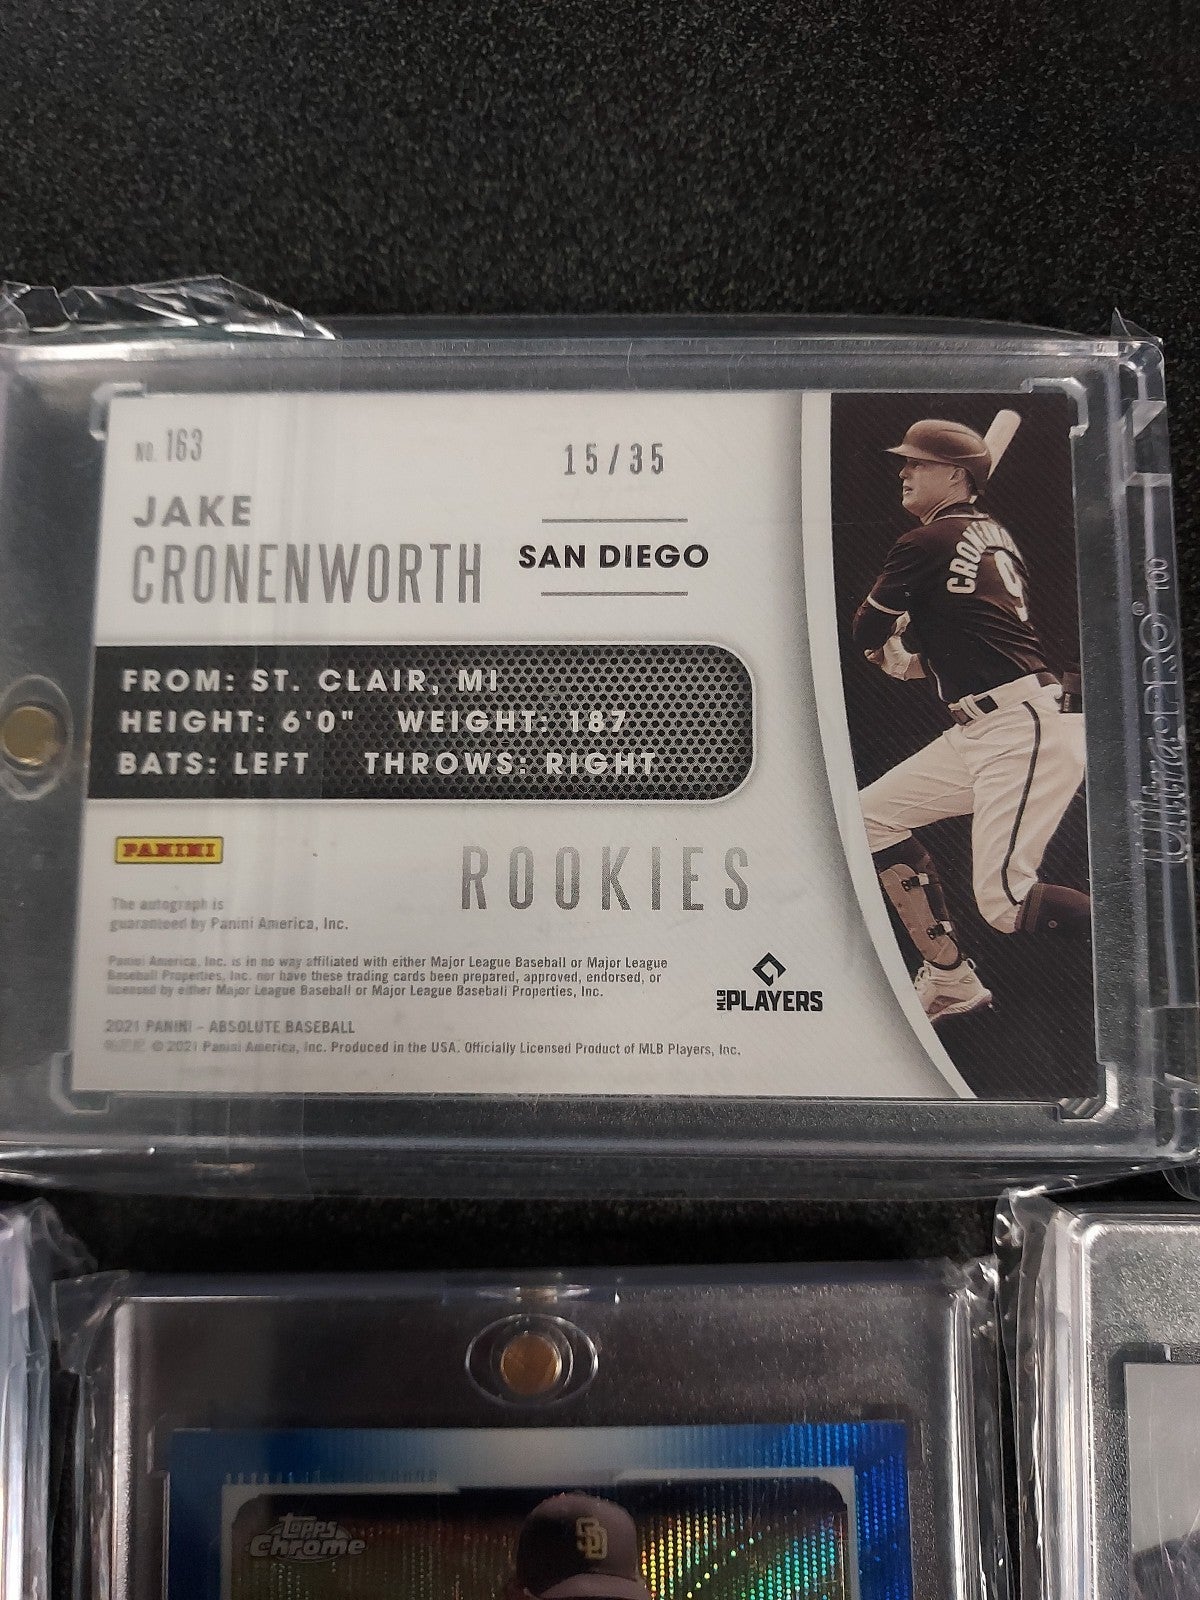 NO. 163
15/35
JAKE
CRONENWORTH
SAN DIEGO
CRONENWO
9
FROM: ST. CLAIR, MI
HEIGHT: 6'0" WEIGHT: 187
BATS: LEFT THROWS: RIGHT
PANINI
ROOKIES
The autograph is
guaranteed by Panini America, Inc.
Panini America, Inc. is in no way affiliated with either Major League Baseball or Major League
Baseball Properties, Inc. nor have these trading cards been prepared, approved, endorsed, or
licensed by either Major League Baseball or Major League Baseball Properties, Inc.
MLB PLAYERS
2021 PANINI – ABSOLUTE BASEBALL
© 2021 Panini America, Inc. Produced in the USA. Officially Licensed Product of MLB Players, Inc.
Ultra·PRO® 100
TOPPS
Chrome
SD